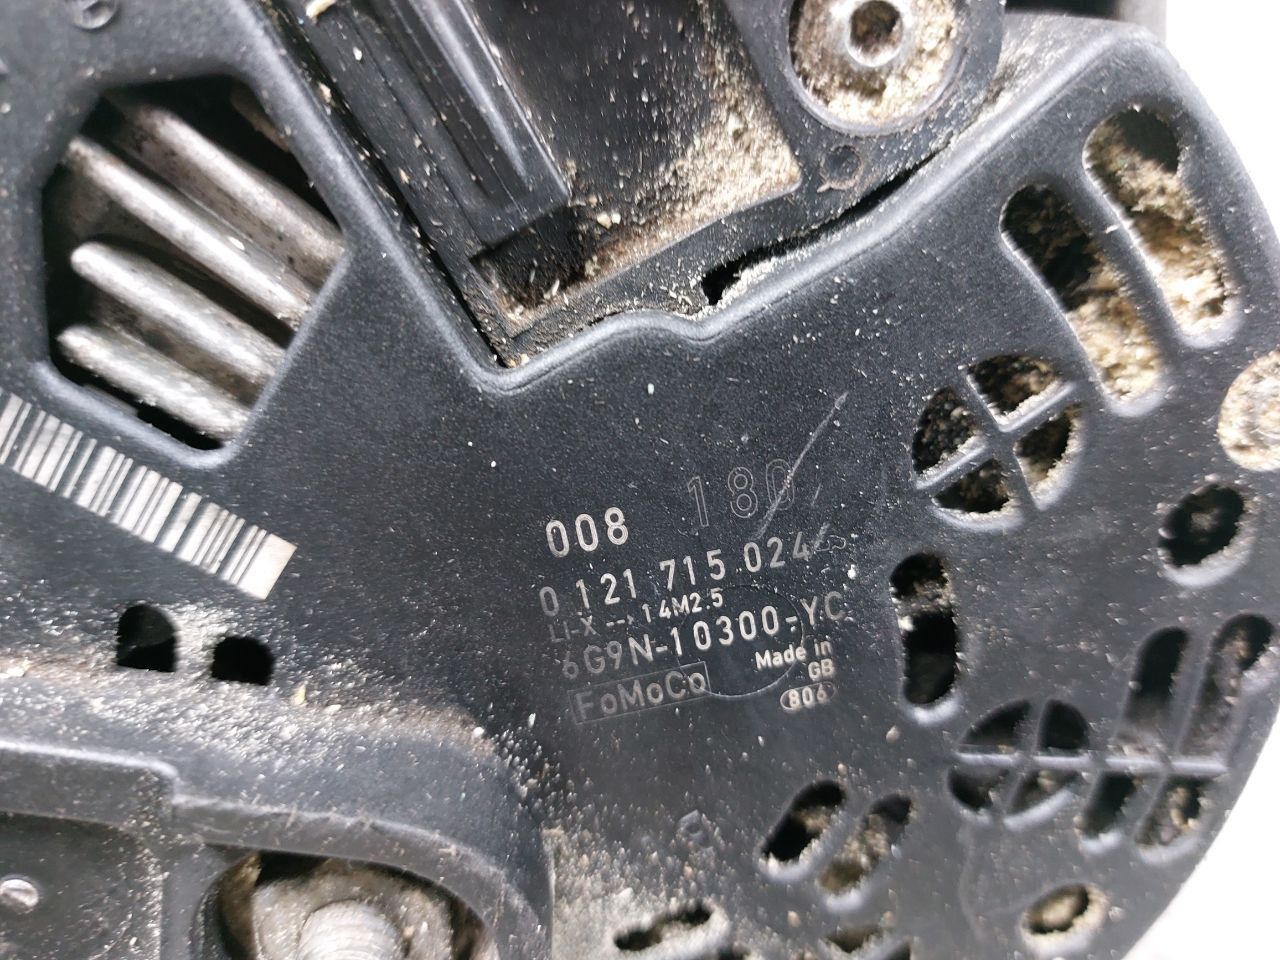 008 180
0 121 715 024
LI-X --> 14M2.5
6G9N-10300-YC
FoMoCo Made in
GB
806